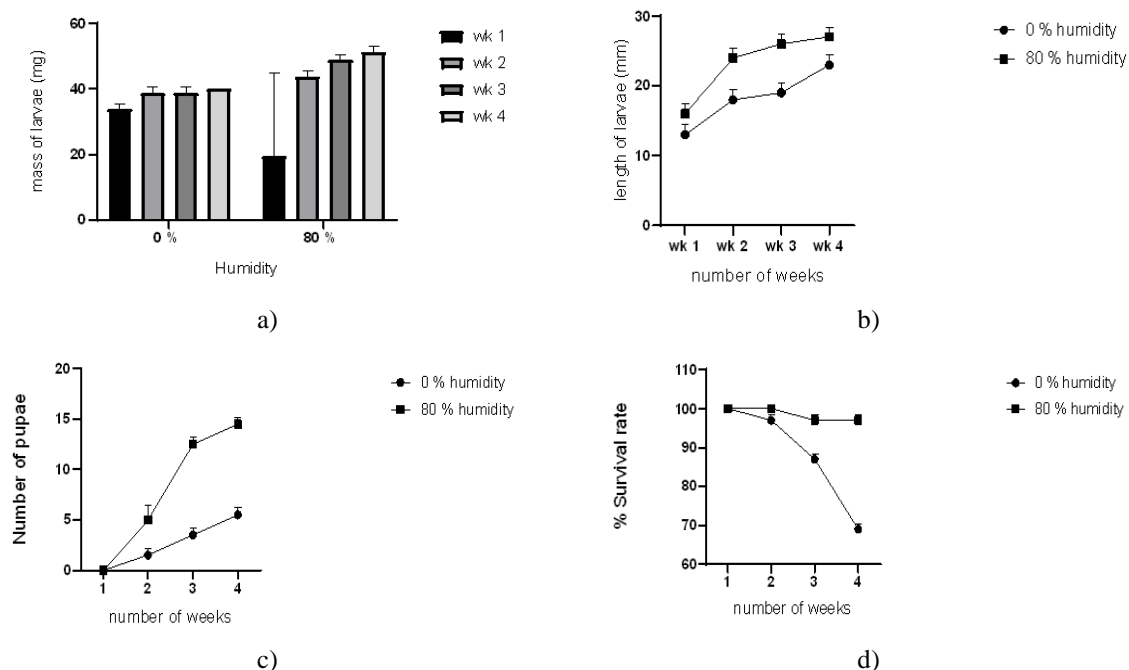 60
40
20
0
mass of larvae (mg)
0 %
80 %
Humidity
wk 1
wk 2
wk 3
wk 4
a)
30
20
10
0
length of larvae (mm)
wk 1 wk 2 wk 3 wk 4
number of weeks
0 % humidity
80 % humidity
b)
20
15
10
5
0
Number of pupae
1 2 3 4
number of weeks
0 % humidity
80 % humidity
c)
110
100
90
80
70
60
% Survival rate
1 2 3 4
number of weeks
0 % humidity
80 % humidity
d)